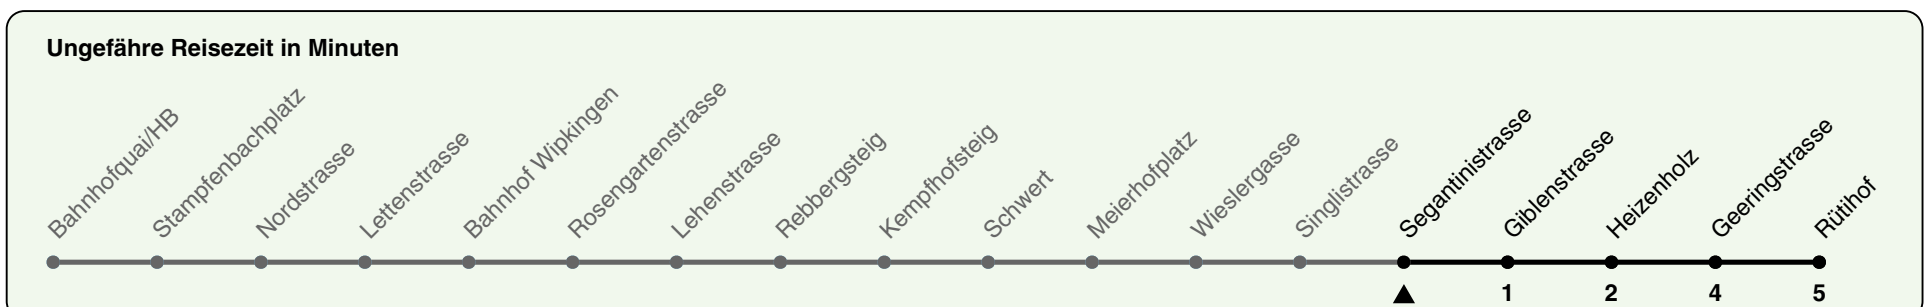 Ungefähre Reisezeit in Minuten
Bahnhofquai/HB
Stampfenbachplatz
Nordstrasse
Lettenstrasse
Bahnhof Wipkingen
Rosengartenstrasse
Lehenstrasse
Rebbergsteig
Kempfhofsteig
Schwert
Meierhofplatz
Wieslergasse
Singlistrasse
Segantinistrasse
Giblenstrasse
Heizenholz
Geeringstrasse
Rütihof
1 2 4 5